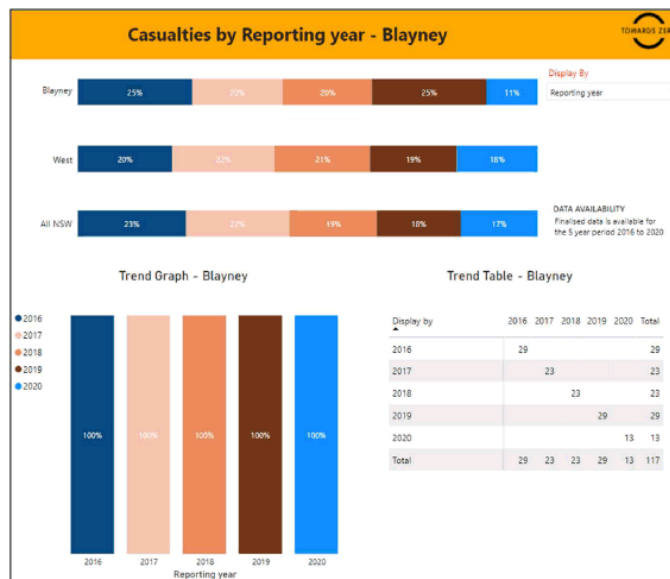 Casualties by Reporting year - Blayney
TOWARDS ZER
Blayney 25% 20% 20% 25% 11%
Display By
Reporting year
West 20% 22% 21% 19% 18%
All NSW 23% 22% 19% 18% 17%
DATA AVAILABILITY
Finalised data is available for
the 5 year period 2016 to 2020
Trend Graph - Blayney
2016
2017
2018
2019
2020
100% 100% 100% 100% 100%
2016 2017 2018 2019 2020
Reporting year
Trend Table - Blayney
Display by 2016 2017 2018 2019 2020 Total
2016 29 29
2017 23 23
2018 23 23
2019 29 29
2020 13 13
Total 29 23 23 29 13 117